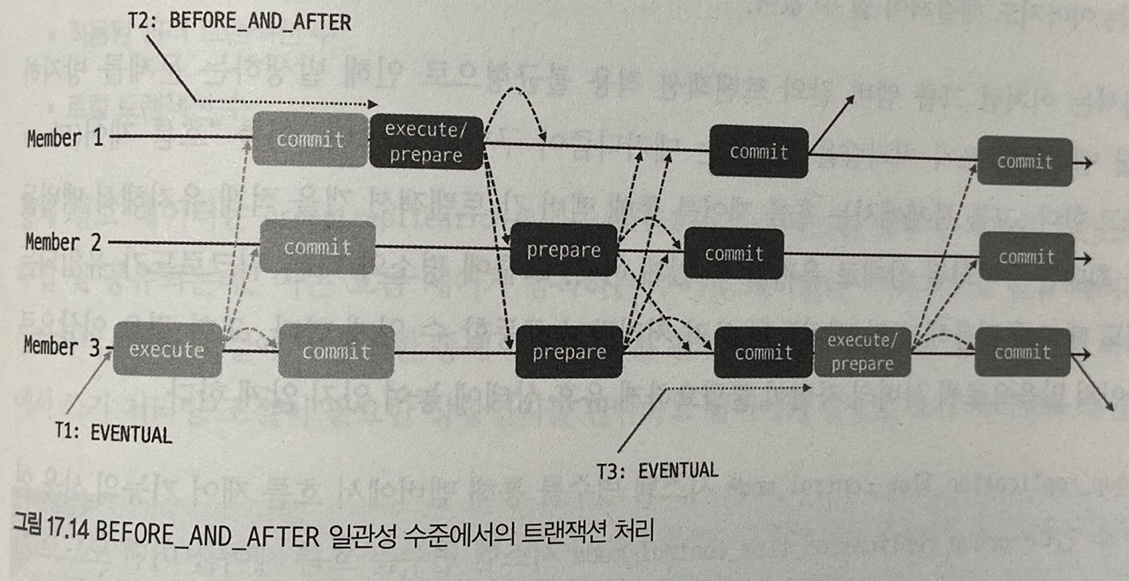 T2: BEFORE_AND_AFTER
Member 1
commit
execute/
prepare
commit
commit
Member 2
commit
prepare
commit
commit
Member 3
execute
commit
prepare
commit
execute/
prepare
commit
T1: EVENTUAL
T3: EVENTUAL
그림 17.14 BEFORE_AND_AFTER 일관성 수준에서의 트랜잭션 처리